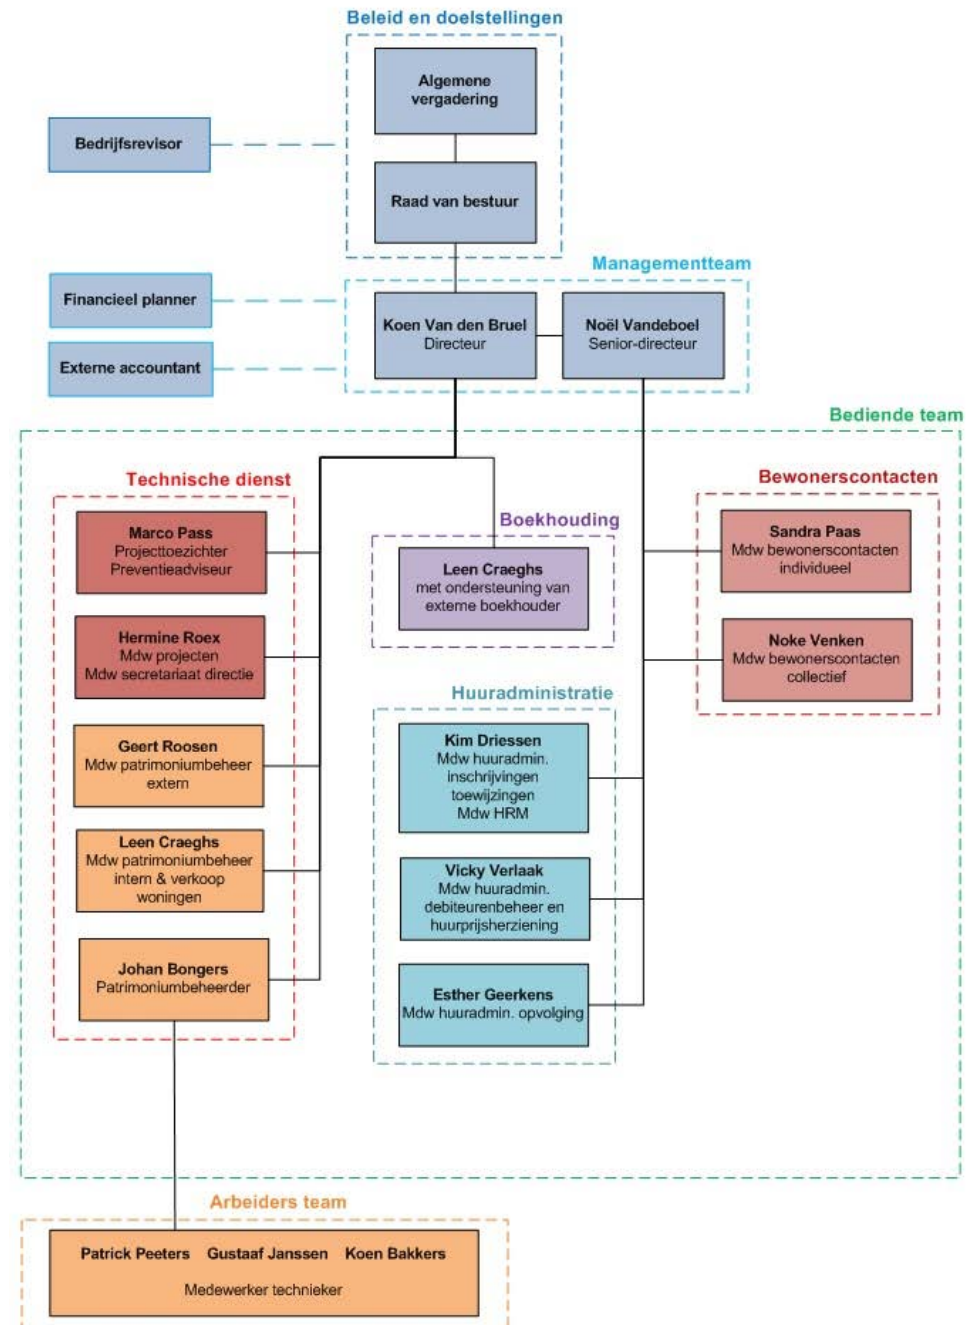 Beleid en doelstellingen
Algemene
vergadering
Bedrijfsrevisor
Raad van bestuur
Managementteam
Financieel planner
Koen Van den Bruel
Directeur
Noël Vandeboel
Senior-directeur
Externe accountant
Bediende team
Technische dienst
Marco Pass
Projecttoezichter
Preventieadviseur
Hermine Roex
Mdw projecten
Mdw secretariaat directie
Geert Roosen
Mdw patrimoniumbeheer
extern
Leen Craeghs
Mdw patrimoniumbeheer
intern & verkoop
woningen
Johan Bongers
Patrimoniumbeheerder
Boekhouding
Leen Craeghs
met ondersteuning van
externe boekhouder
Huuradministratie
Kim Driessen
Mdw huuradmin.
inschrijvingen
toewijzingen
Mdw HRM
Vicky Verlaak
Mdw huuradmin.
debiteurenbeheer en
huurprijsherziening
Esther Geerkens
Mdw huuradmin. opvolging
Bewonerscontacten
Sandra Paas
Mdw bewonerscontacten
individueel
Noke Venken
Mdw bewonerscontacten
collectief
Arbeiders team
Patrick Peeters Gustaaf Janssen Koen Bakkers
Medewerker technieker